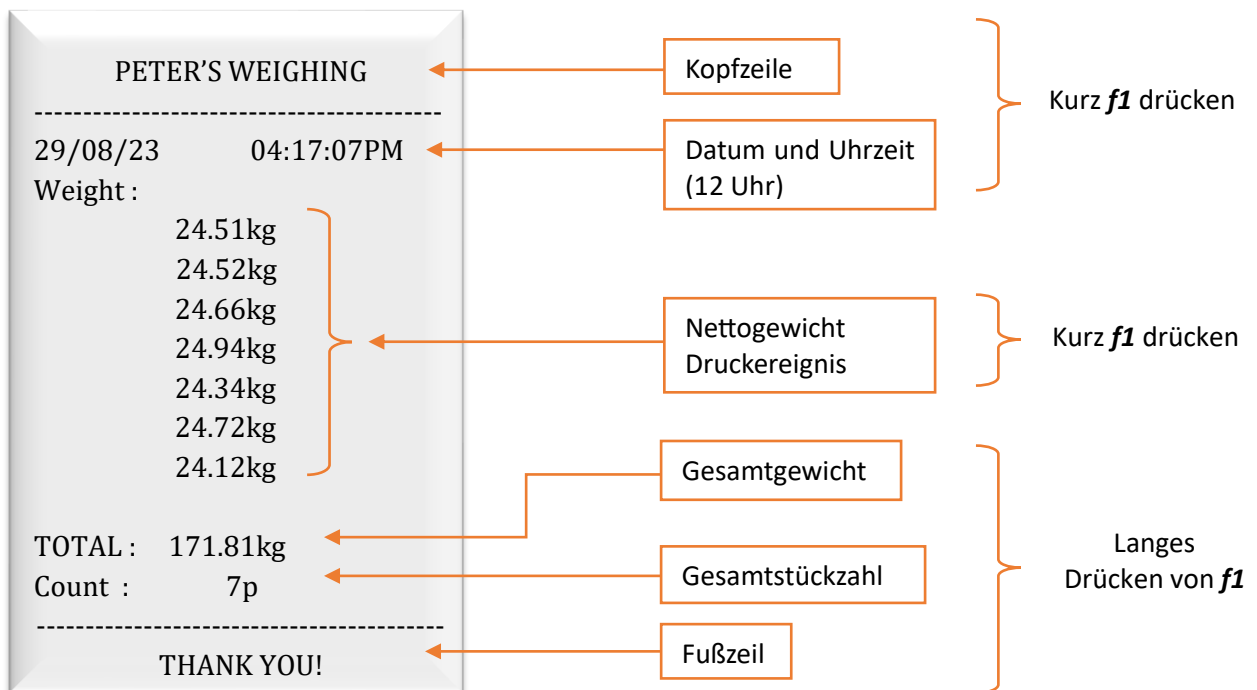 PETER’S WEIGHING
-----------------------------------------
29/08/23 04:17:07PM
Weight :
24.51kg
24.52kg
24.66kg
24.94kg
24.34kg
24.72kg
24.12kg
TOTAL : 171.81kg
Count : 7p
-----------------------------------------
THANK YOU!
Kopfzeile
Datum und Uhrzeit
(12 Uhr)
Nettogewicht
Druckereignis
Gesamtgewicht
Gesamtstückzahl
Fußzeil
Kurz f1 drücken
Kurz f1 drücken
Langes
Drücken von f1